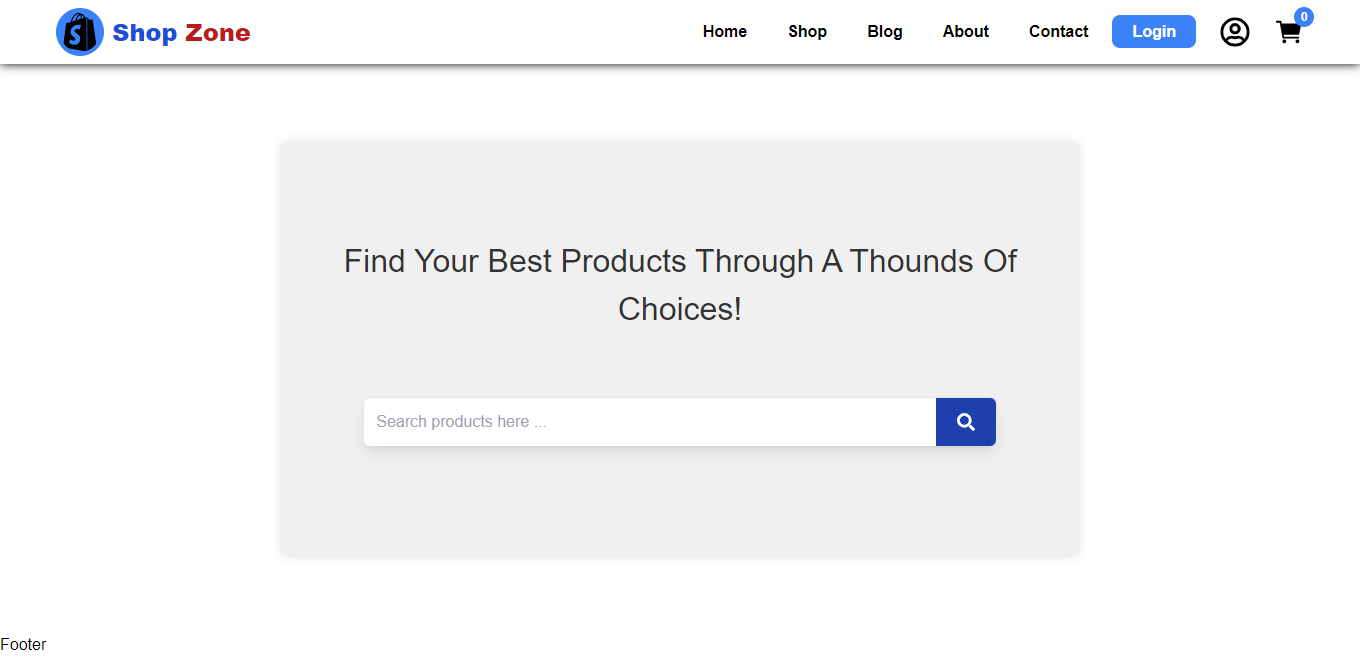 S Shop Zone Home Shop Blog About Contact Login 0
Find Your Best Products Through A Thounds Of
Choices!
Search products here ...
Footer